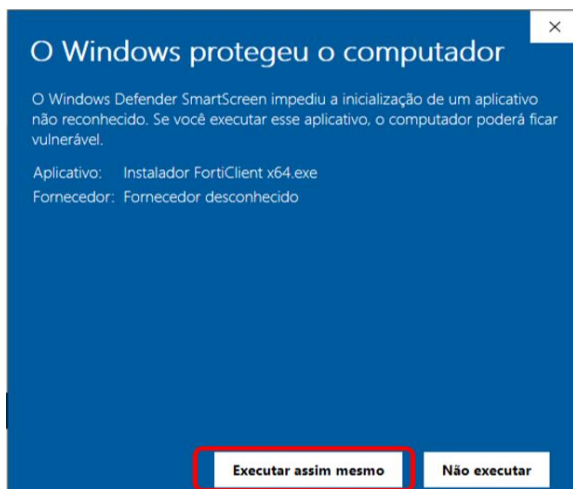 O Windows protegeu o computador
O Windows Defender SmartScreen impediu a inicialização de um aplicativo
não reconhecido. Se você executar esse aplicativo, o computador poderá ficar
vulnerável.
Aplicativo: Instalador FortiClient x64.exe
Fornecedor: Fornecedor desconhecido
Executar assim mesmo Não executar